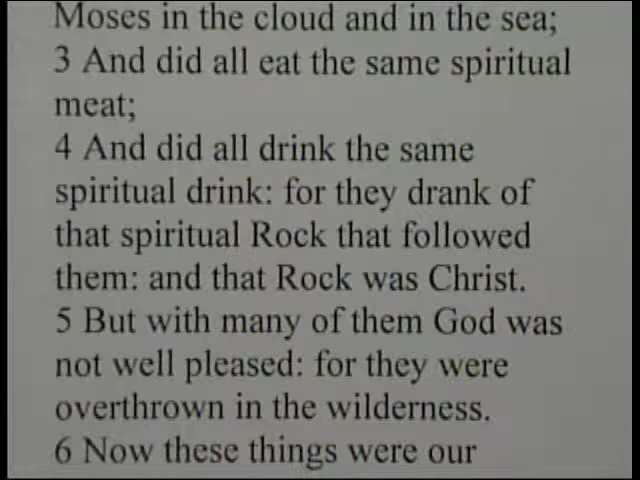 Moses in the cloud and in the sea;
3 And did all eat the same spiritual
meat;
4 And did all drink the same
spiritual drink: for they drank of
that spiritual Rock that followed
them: and that Rock was Christ.
5 But with many of them God was
not well pleased: for they were
overthrown in the wilderness.
6 Now these things were our